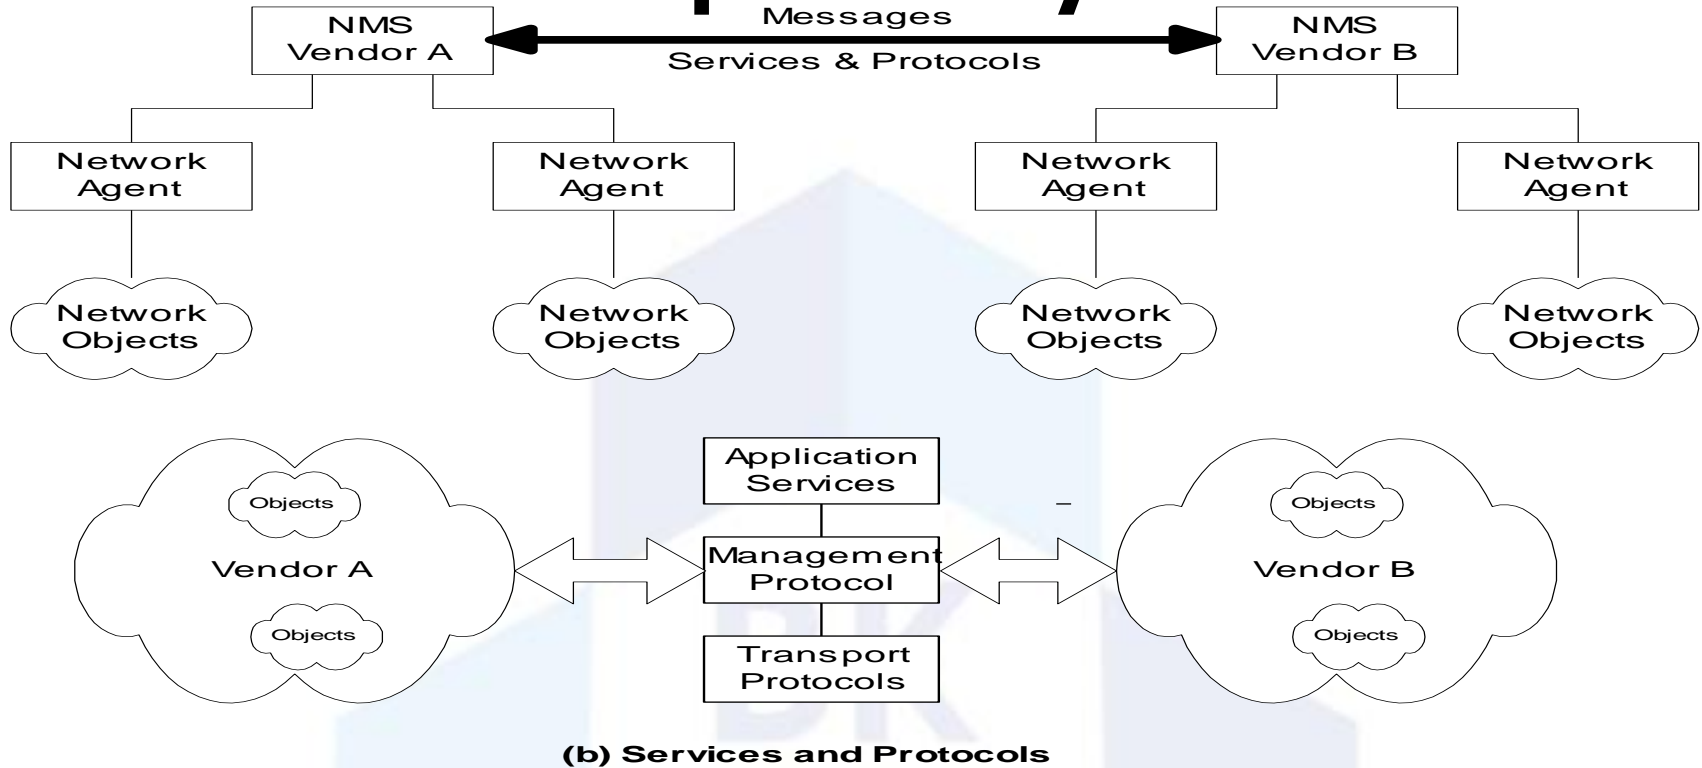 Messages
NMS
Vendor A
NMS
Vendor B
Services & Protocols
Network
Agent
Network
Agent
Network
Agent
Network
Agent
Network
Objects
Network
Objects
Network
Objects
Network
Objects
Application
Services
Objects
Objects
Vendor A
Management
Protocol
Vendor B
Objects
Objects
Transport
Protocols
BK
(b) Services and Protocols